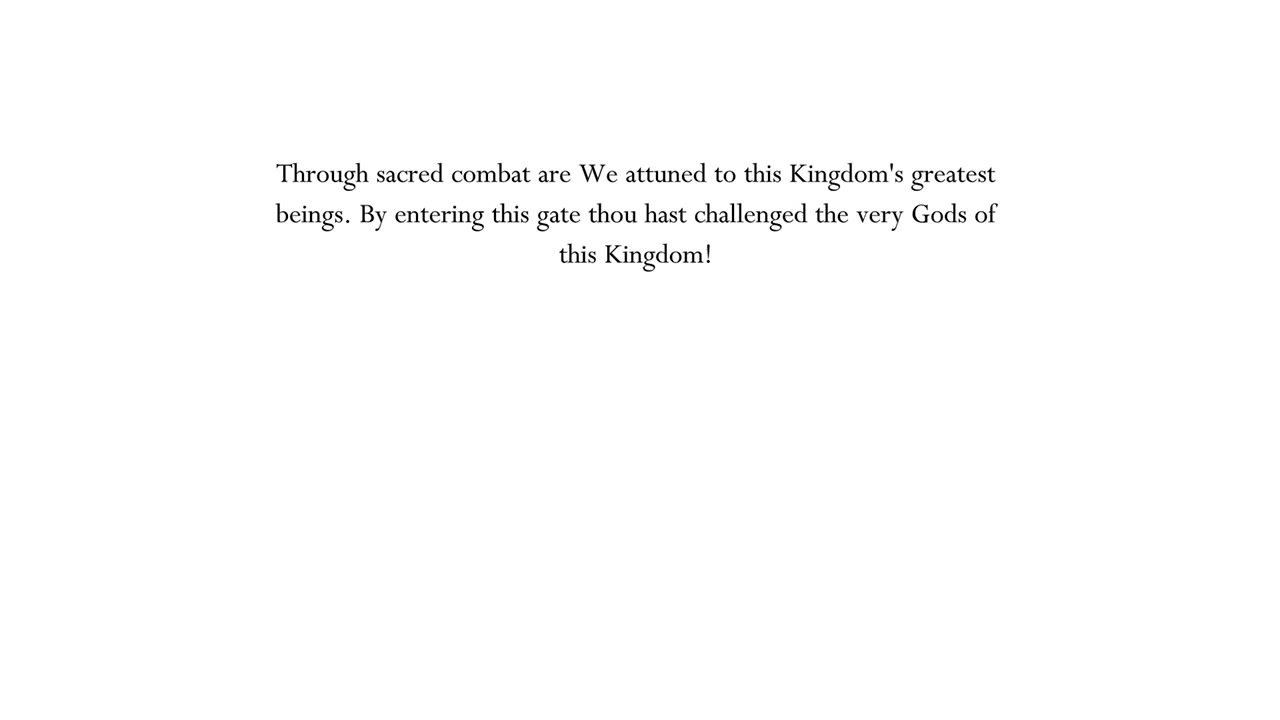 Through sacred combat are We attuned to this Kingdom's greatest
beings. By entering this gate thou hast challenged the very Gods of
this Kingdom!